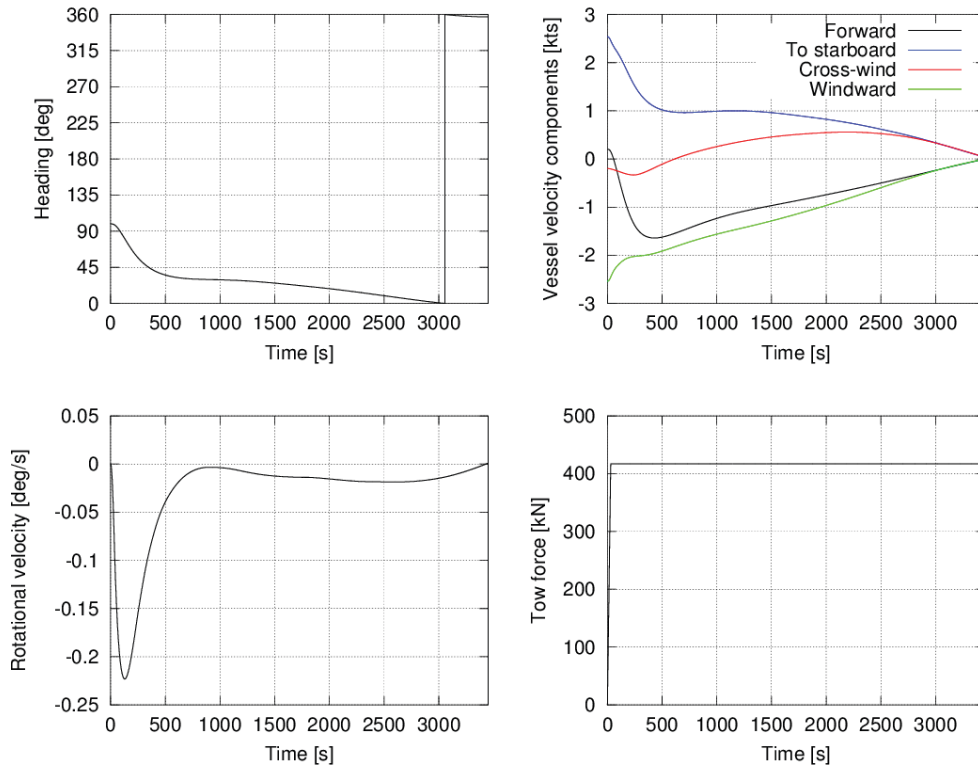 360
315
270
225
180
135
90
45
0
Heading [deg]
0 500 1000 1500 2000 2500 3000
Time [s]
3
2
1
0
-1
-2
-3
Vessel velocity components [kts]
Forward
To starboard
Cross-wind
Windward
0 500 1000 1500 2000 2500 3000
Time [s]
0.05
0
-0.05
-0.1
-0.15
-0.2
-0.25
Rotational velocity [deg/s]
0 500 1000 1500 2000 2500 3000
Time [s]
500
400
300
200
100
0
Tow force [kN]
0 500 1000 1500 2000 2500 3000
Time [s]